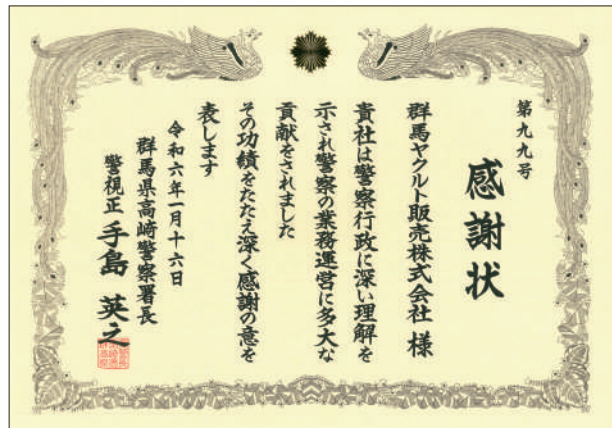 第九九号
感謝状
群馬ヤクルト販売株式会社 様
貴社は警察行政に深い理解を
示され警察の業務運営に多大な
貢献をされました
その功績をたたえ深く感謝の意を
表します
令和六年一月十六日
群馬県高崎警察署長
警視正 手島 英之